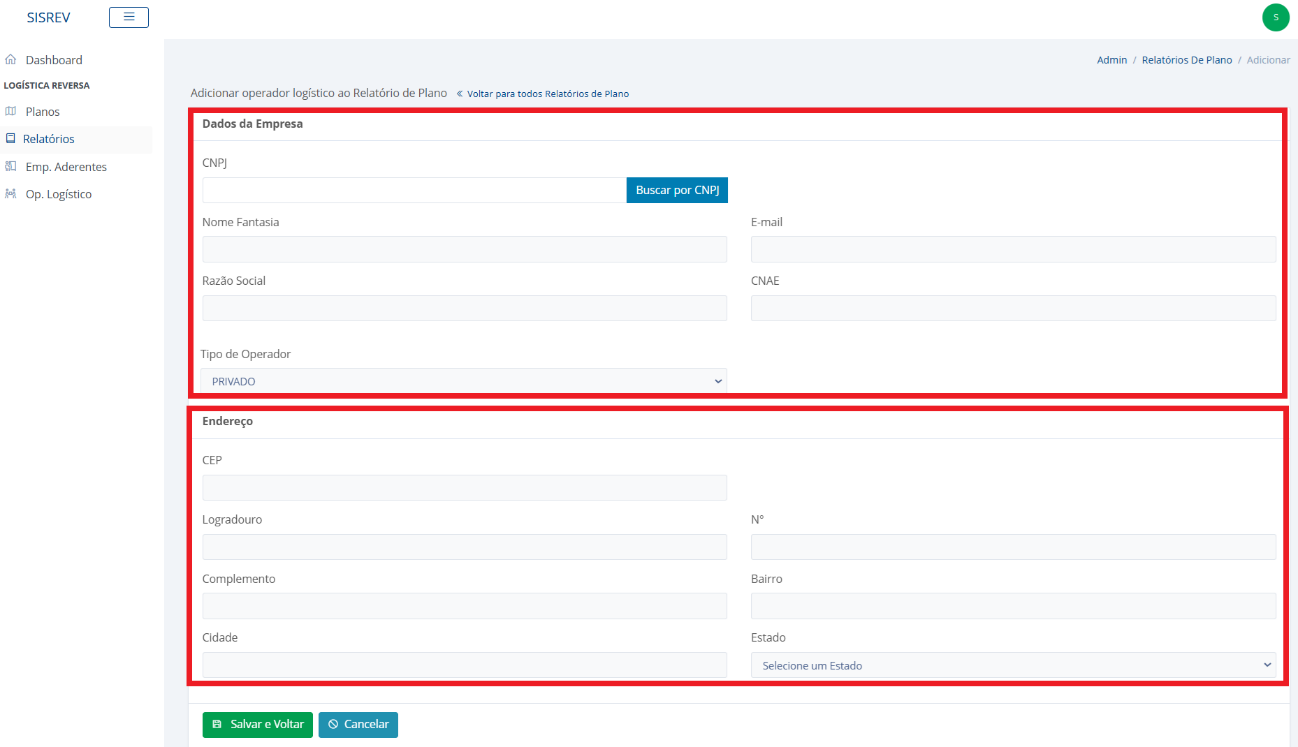 SISREV
S
Dashboard
LOGÍSTICA REVERSA
Planos
Relatórios
Emp. Aderentes
Op. Logístico
Admin / Relatórios De Plano / Adicionar
Adicionar operador logístico ao Relatório de Plano « Voltar para todos Relatórios de Plano
Dados da Empresa
CNPJ
Buscar por CNPJ
Nome Fantasia E-mail
Razão Social CNAE
Tipo de Operador
PRIVADO
Endereço
CEP
Logradouro N°
Complemento Bairro
Cidade Estado
Selecione um Estado
Salvar e Voltar Cancelar